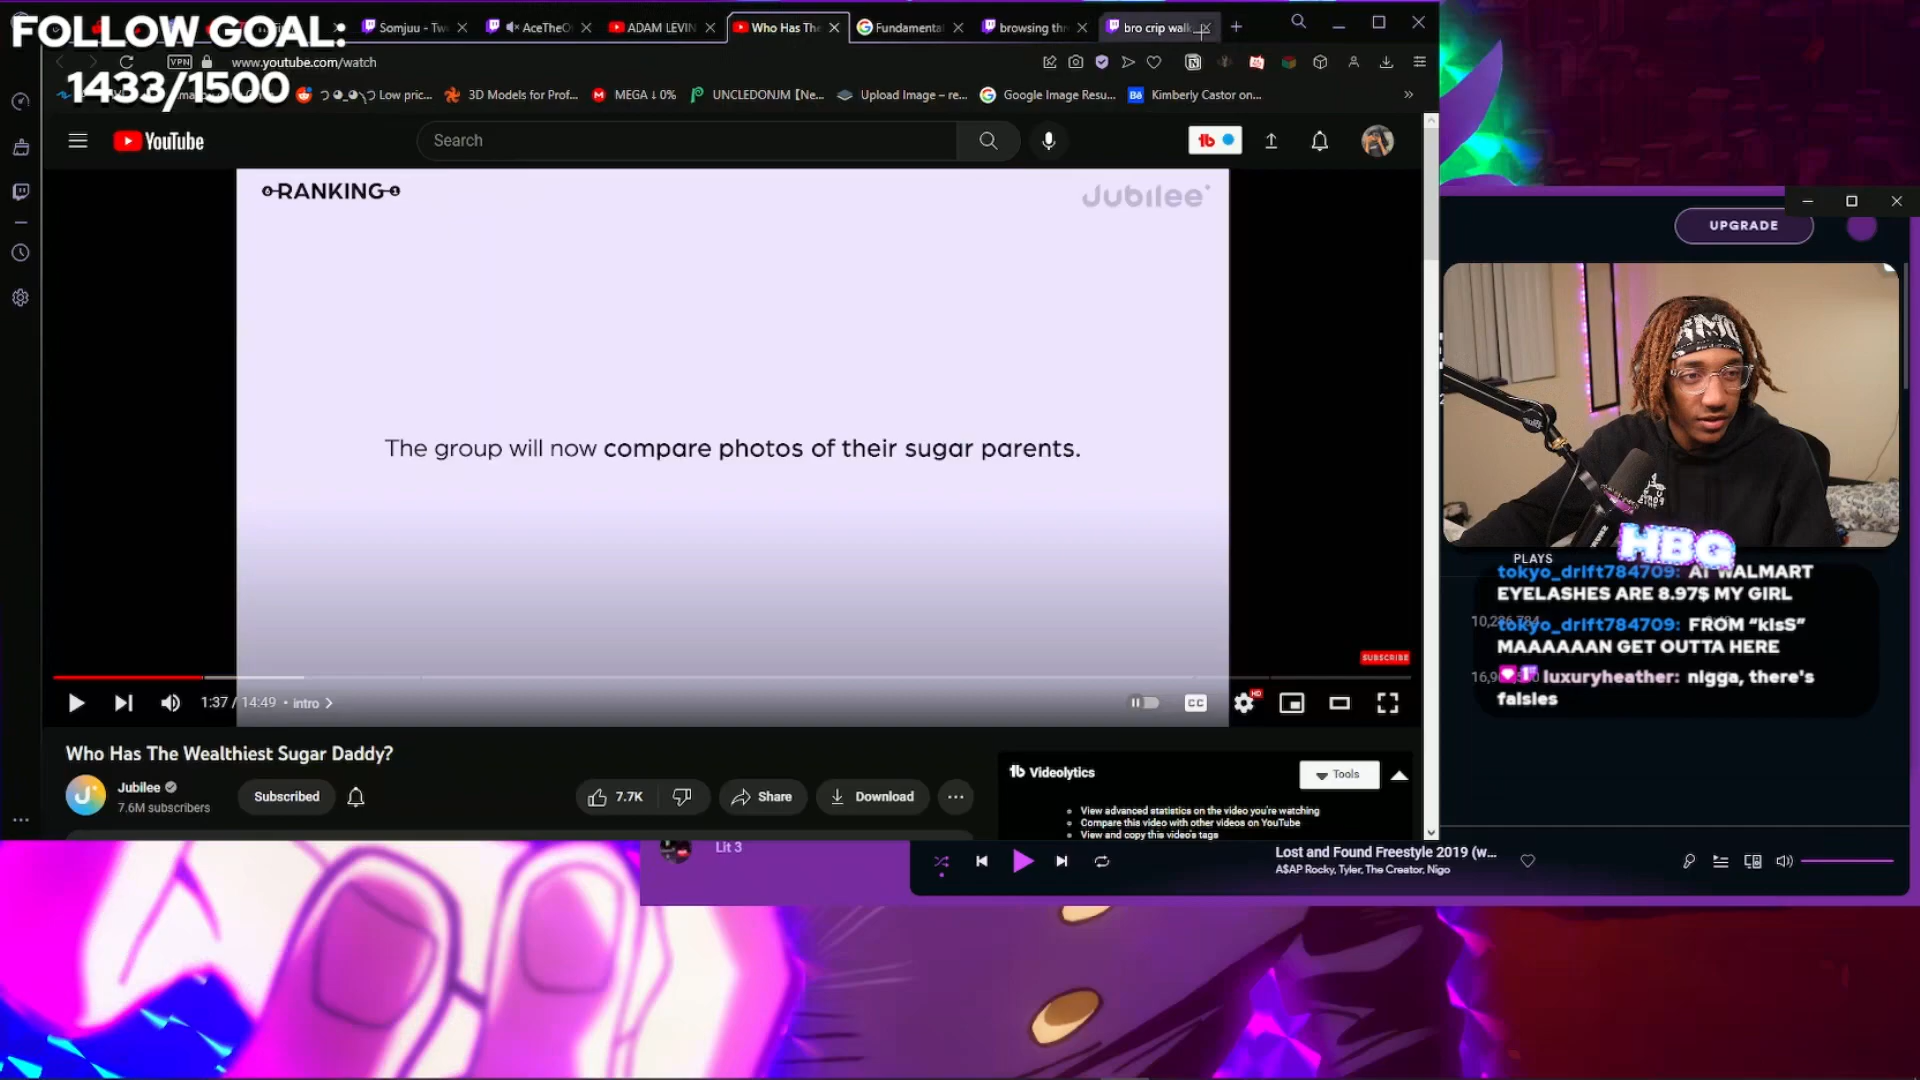 FOLLOW GOAL:
1433/1500
Somjuu - Tw
AceTheO
ADAM LEVIN
Who Has The
Fundamenta
browsing thr
bro crip walk
VPN
www.youtube.com/watch
Low pric...
3D Models for Prof...
MEGA ↓ 0%
UNCLEDONJM [Ne...
Upload Image – re...
Google Image Resu...
Bē Kimberly Castor on...
YouTube
Search
RANKING
Jubilee
UPGRADE
The group will now compare photos of their sugar parents.
HBG
PLAYS
tokyo_drift784709: AT WALMART
EYELASHES ARE 8.97$ MY GIRL
tokyo_drift784709: FROM “kisS”
MAAAAAAN GET OUTTA HERE
luxuryheather: nigga, there's
falsies
SUBSCRIBE
1:37 / 14:49 • intro
CC
HD
Who Has The Wealthiest Sugar Daddy?
Jubilee
7.6M subscribers
Subscribed
7.7K
Share
Download
Videolytics
Tools
View advanced statistics on the video you're watching
Compare this video with other videos on YouTube
View and copy this video's tags
Lit 3
Lost and Found Freestyle 2019 (w...
A$AP Rocky, Tyler, The Creator, Nigo